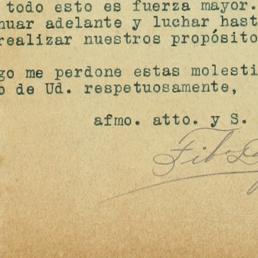 todo esto es fuerza mayor.
nuar adelante y luchar hast
realizar nuestros propósito
go me perdone estas molesti
o de Ud. respetuosamente,
afmo. atto. y S.